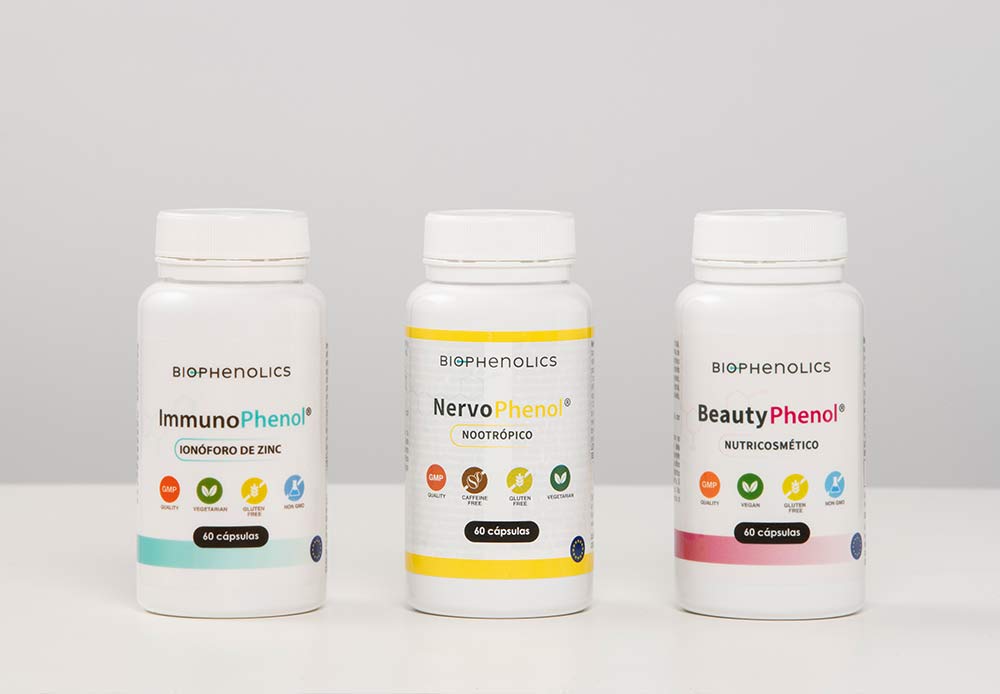 BIOPHENOLICS
ImmunoPhenol®
IONÓFORO DE ZINC
GMP
QUALITY
VEGETARIAN
GLUTEN
FREE
NON GMO
60 cápsulas
BIOPHENOLICS
NervoPhenol®
NOOTRÓPICO
GMP
QUALITY
CAFFEINE
FREE
GLUTEN
FREE
VEGETARIAN
60 cápsulas
BIOPHENOLICS
BeautyPhenol®
NUTRICOSMÉTICO
GMP
QUALITY
VEGAN
GLUTEN
FREE
NON GMO
60 cápsulas